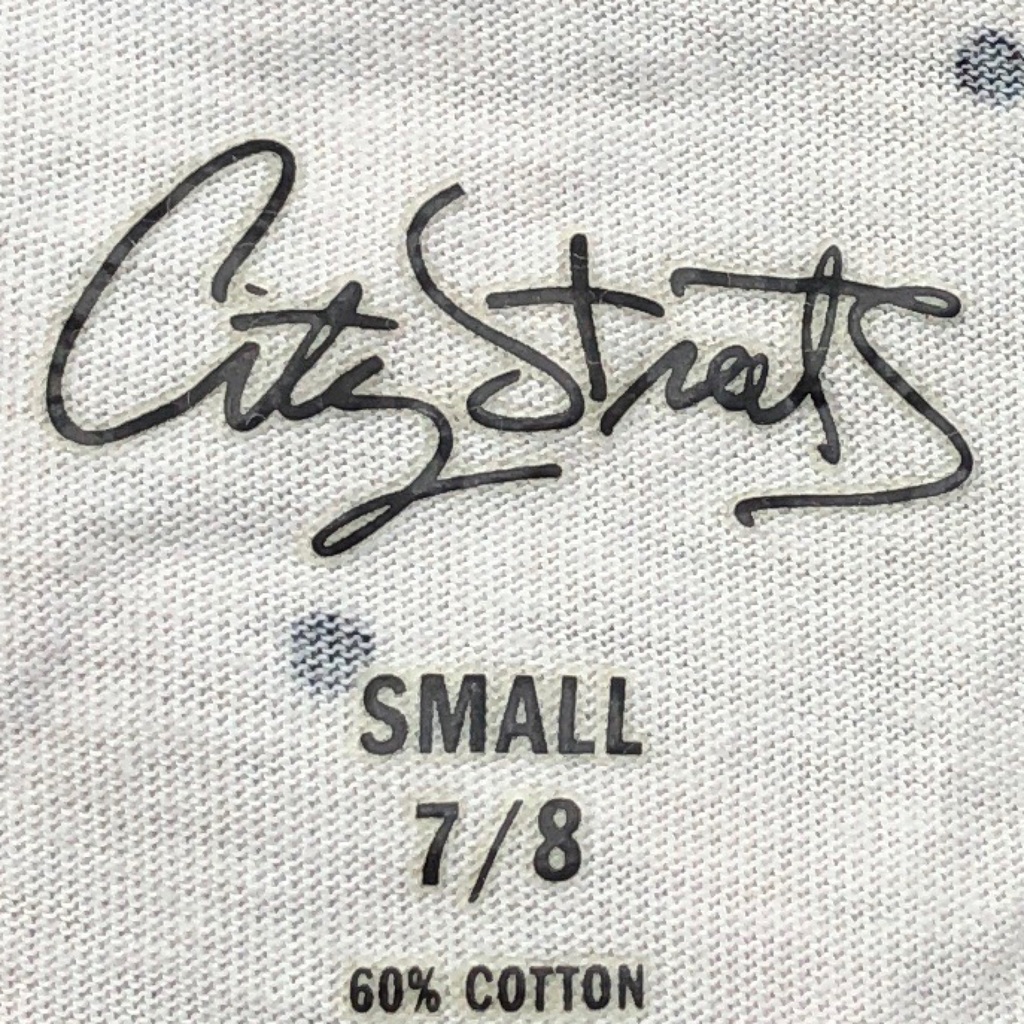 City Streets
SMALL
7/8
60% COTTON